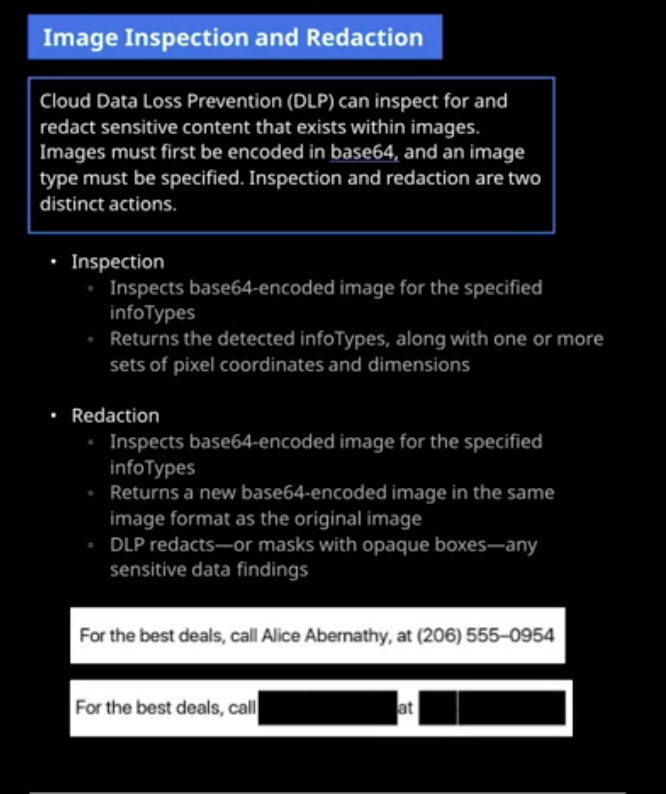 Image Inspection and Redaction
Cloud Data Loss Prevention (DLP) can inspect for and
redact sensitive content that exists within images.
Images must first be encoded in base64, and an image
type must be specified. Inspection and redaction are two
distinct actions.
• Inspection
• Inspects base64-encoded image for the specified
infoTypes
• Returns the detected infoTypes, along with one or more
sets of pixel coordinates and dimensions
• Redaction
• Inspects base64-encoded image for the specified
infoTypes
• Returns a new base64-encoded image in the same
image format as the original image
• DLP redacts—or masks with opaque boxes—any
sensitive data findings
For the best deals, call Alice Abernathy, at (206) 555–0954
For the best deals, call at